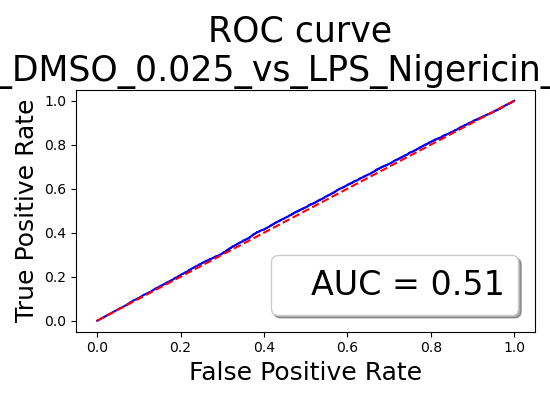 ROC curve
_DMSO_0.025_vs_LPS_Nigericin_
True Positive Rate
1.0
0.8
0.6
0.4
0.2
0.0
AUC = 0.51
0.0 0.2 0.4 0.6 0.8 1.0
False Positive Rate